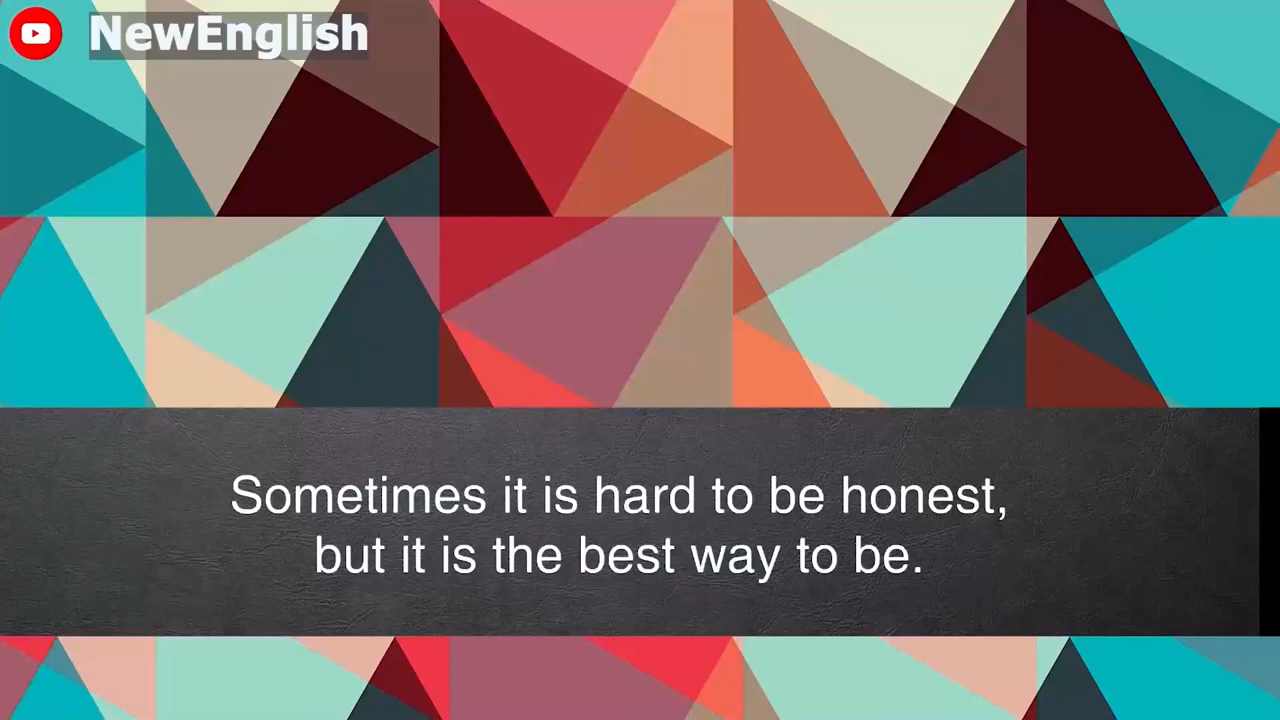 NewEnglish
Sometimes it is hard to be honest,
but it is the best way to be.